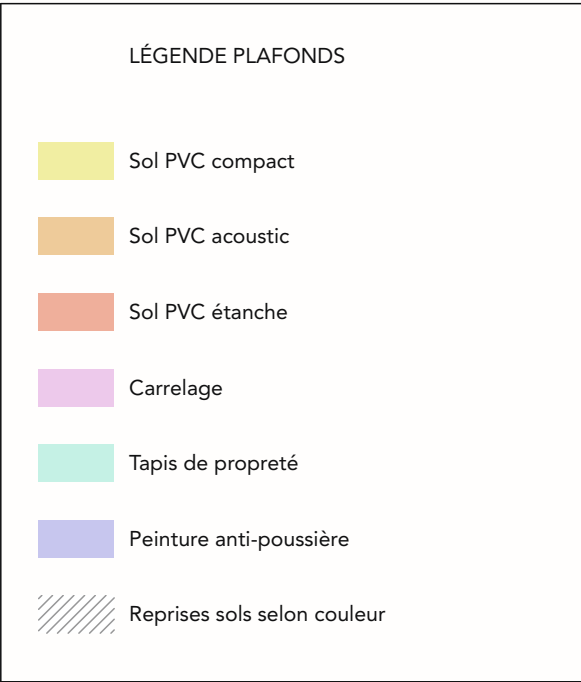 LÉGENDE PLAFONDS
Sol PVC compact
Sol PVC acoustic
Sol PVC étanche
Carrelage
Tapis de propreté
Peinture anti-poussière
Reprises sols selon couleur